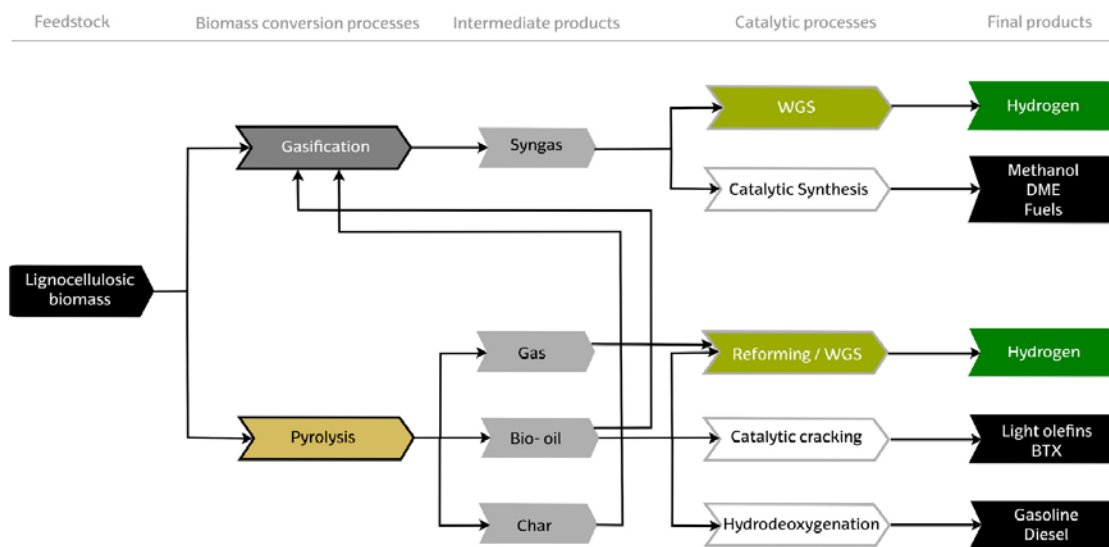 Feedstock
Biomass conversion processes
Intermediate products
Catalytic processes
Final products
WGS
Hydrogen
Gasification
Syngas
Catalytic Synthesis
Methanol
DME
Fuels
Lignocellulosic
biomass
Gas
Reforming / WGS
Hydrogen
Pyrolysis
Bio- oil
Catalytic cracking
Light olefins
BTX
Char
Hydrodeoxygenation
Gasoline
Diesel